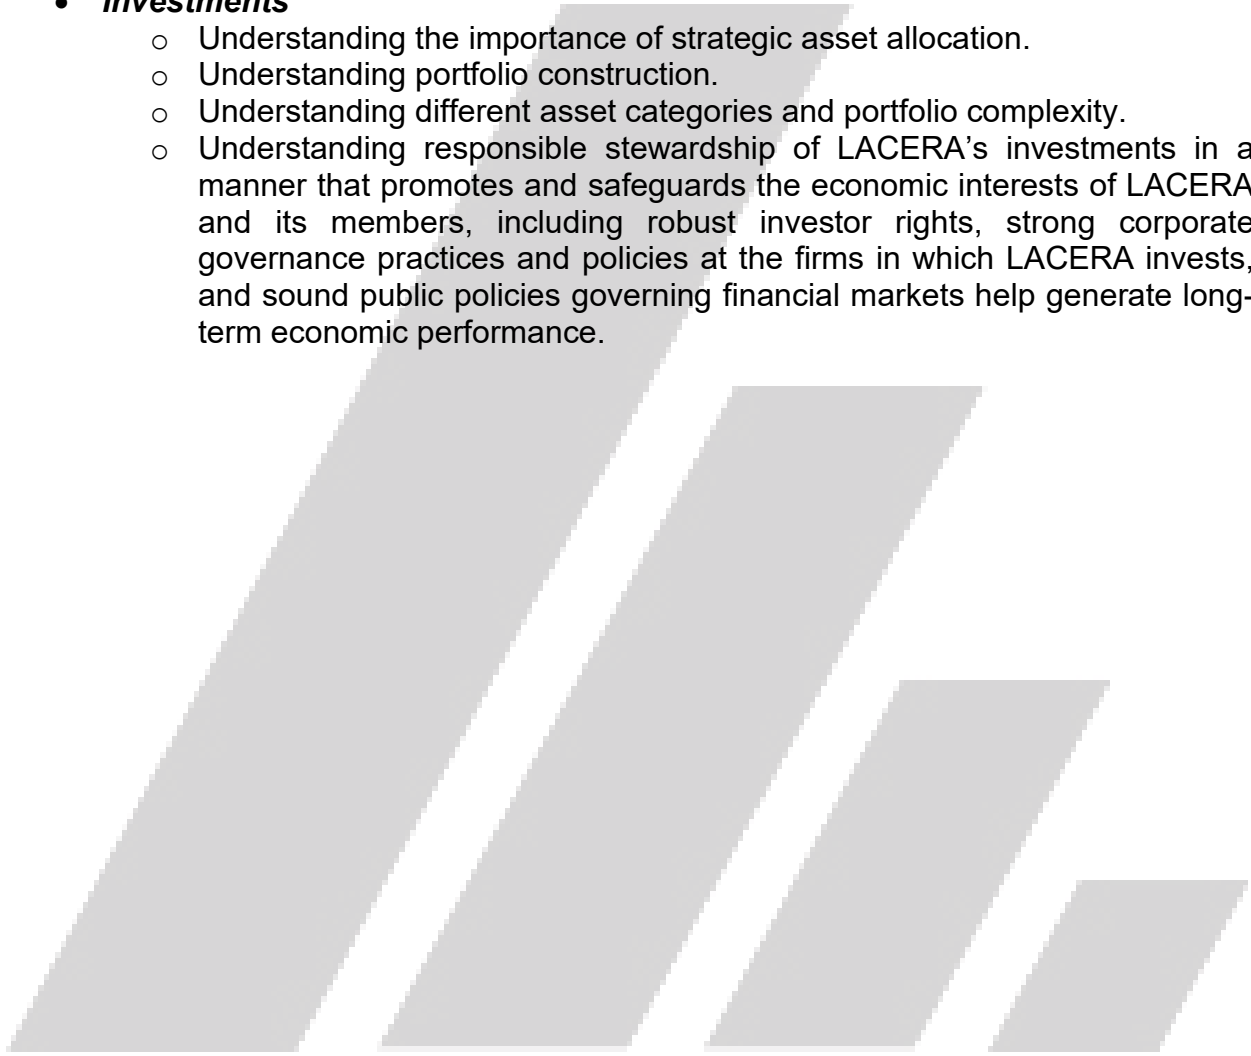 • Investments
o Understanding the importance of strategic asset allocation.
o Understanding portfolio construction.
o Understanding different asset categories and portfolio complexity.
o Understanding responsible stewardship of LACERA’s investments in a
manner that promotes and safeguards the economic interests of LACERA
and its members, including robust investor rights, strong corporate
governance practices and policies at the firms in which LACERA invests,
and sound public policies governing financial markets help generate long-
term economic performance.